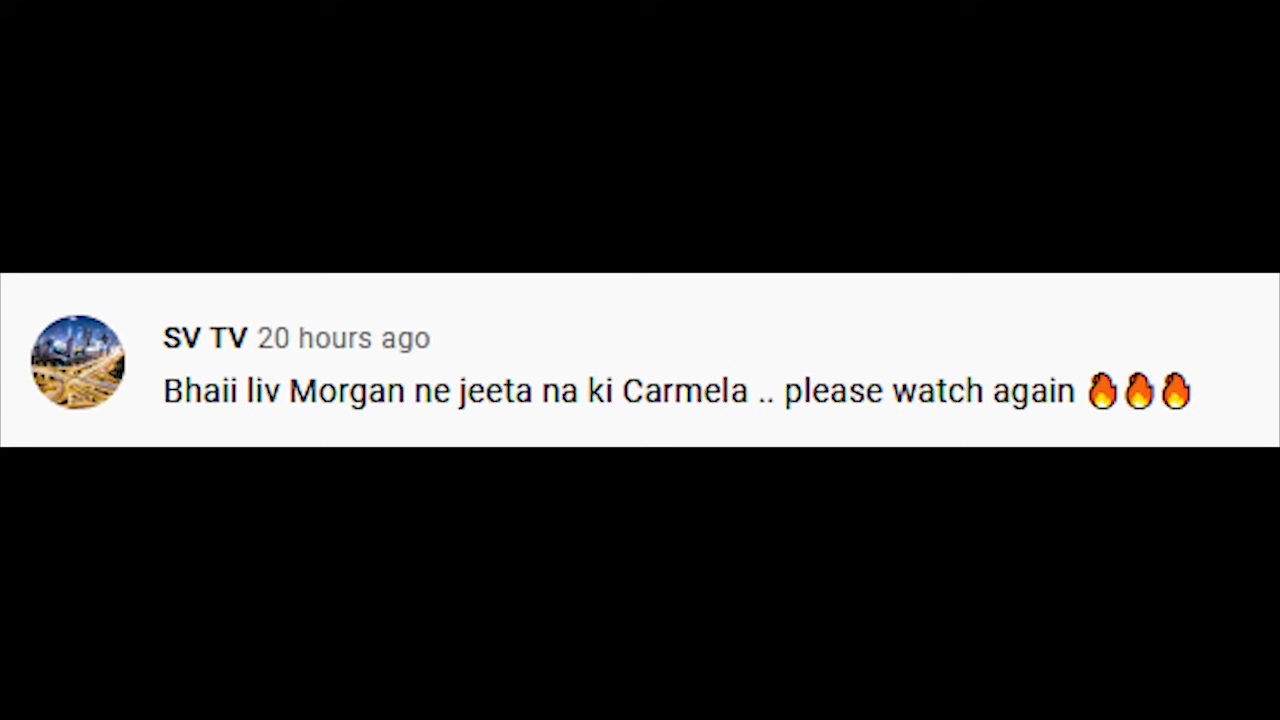 SV TV 20 hours ago
Bhaii liv Morgan ne jeeta na ki Carmela .. please watch again 🔥🔥🔥